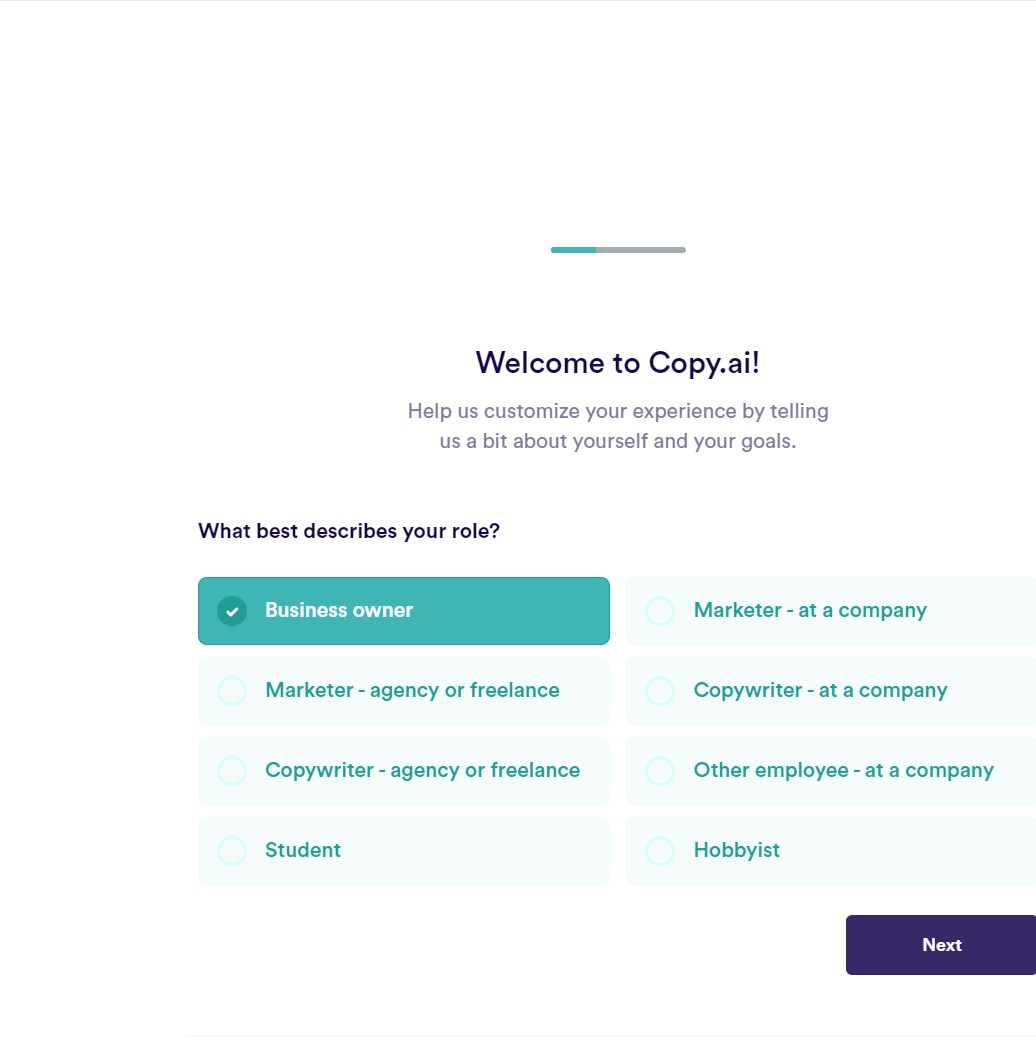 Welcome to Copy.ai!
Help us customize your experience by telling
us a bit about yourself and your goals.
What best describes your role?
Business owner
Marketer - at a company
Marketer - agency or freelance
Copywriter - at a company
Copywriter - agency or freelance
Other employee - at a company
Student
Hobbyist
Next